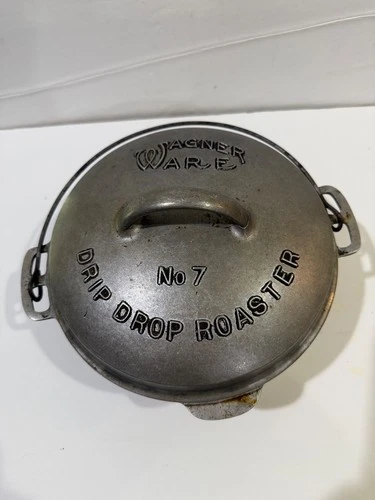 WAGNER
WARE
No 7
DRIP DROP ROASTER